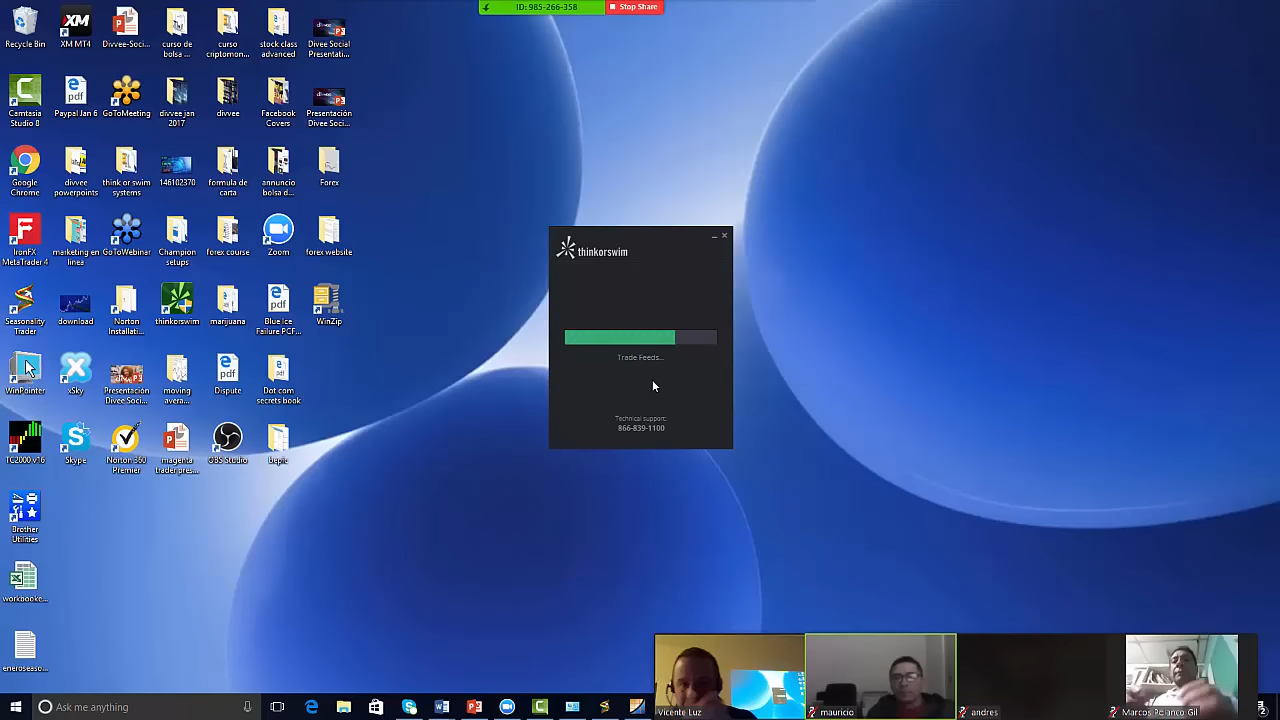 ID: 985-266-358
Stop Share
Recycle Bin
XM MT4
Divvee-Soci...
curso de
bolsa ...
curso
criptomon...
stock class
advanced
Divee Social
Presentati...
Camtasia
Studio 8
Paypal Jan 6
GoToMeeting
divvee jan
2017
divvee
Facebook
Covers
Presentación
Divee Soci...
Google
Chrome
divvee
powerpoints
think or swim
systems
146102370
formula de
carta
annuncio
bolsa d...
Forex
IronFX
MetaTrader 4
marketing en
linea
GoToWebinar
Champion
setups
forex course
Zoom
forex website
Seasonality
Trader
download
Norton
Installati...
thinkorswim
marijuana
Blue Ice
Failure PCF...
WinZip
WinPointer
xSky
Presentación
Divee Soci...
moving
avera...
Dispute
Dot com
secrets book
TC2000 v16
Skype
Norton 360
Premier
magenta
trader pres...
OBS Studio
bepic
Brother
Utilities
workbooke...
eneroseaso...
thinkorswim
Trade Feeds...
Technical support:
866-839-1100
Vicente Luz
mauricio
andres
Ask me anything